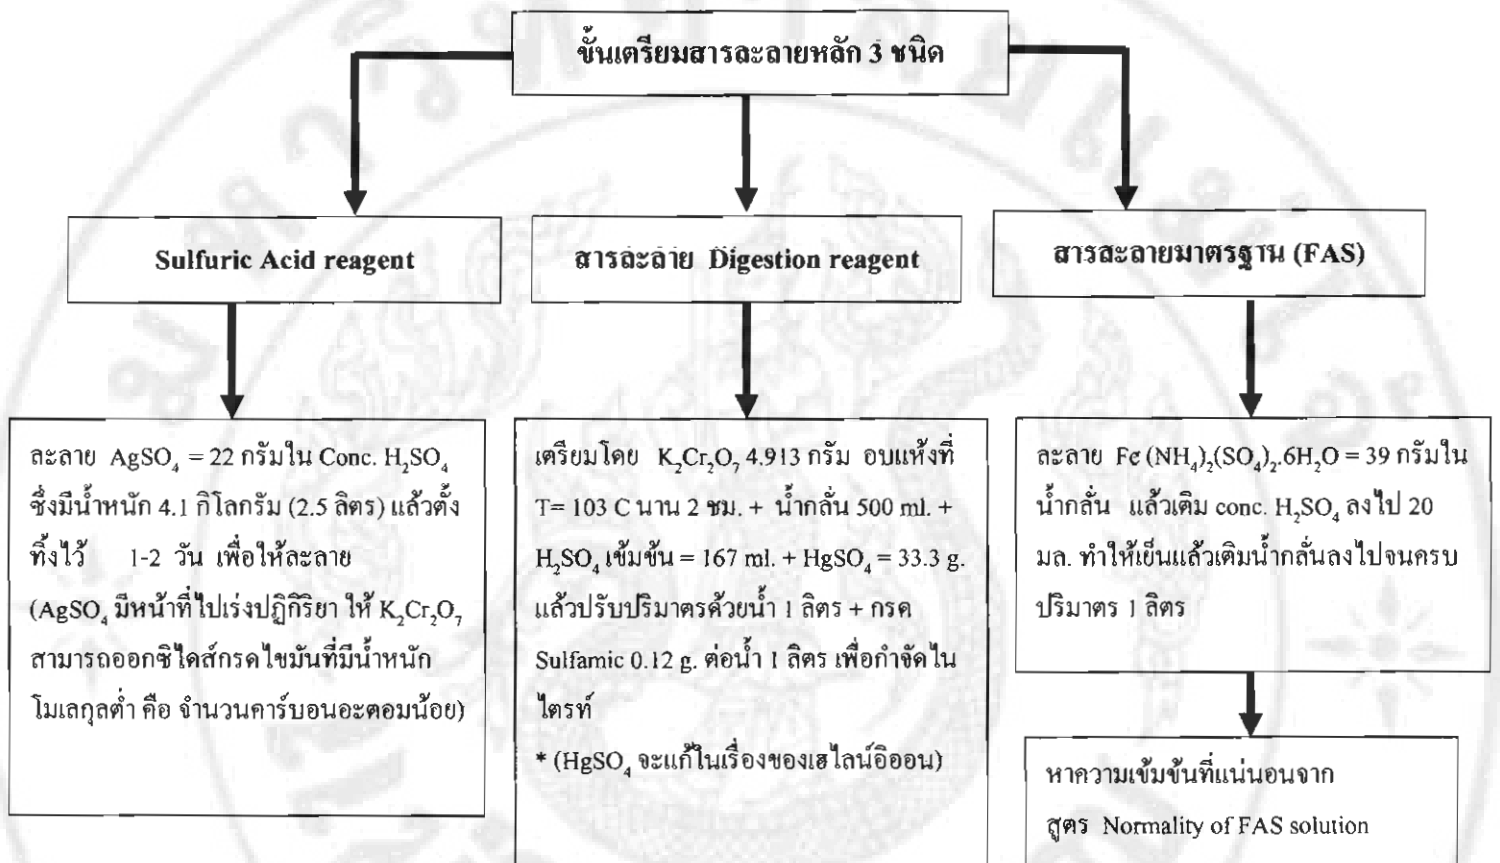 ขั้นเตรียมสารละลายหลัก 3 ชนิด
Sulfuric Acid reagent
สารละลาย Digestion reagent
สารสะลายมาตรฐาน (FAS)
ละลาย AgSO₄ = 22 กรัมใน Conc. H₂SO₄
ซึ่งมีน้ำหนัก 4.1 กิโลกรัม (2.5 ลิตร) แล้วตั้ง
ทิ้งไว้ 1-2 วัน เพื่อให้ละลาย
(AgSO₄ มีหน้าที่ไปเร่งปฏิกิริยา ให้ K₂Cr₂O₇
สามารถออกซิไดส์กรดไขมันที่มีน้ำหนัก
โมเลกุลต่ำ คือ จำนวนคาร์บอนอะตอมน้อย)
เตรียมโดย K₂Cr₂O₇ 4.913 กรัม อบแห้งที่
T= 103 C นาน 2 ชม. + น้ำกลั่น 500 ml. +
H₂SO₄ เข้มข้น = 167 ml. + HgSO₄ = 33.3 g.
แล้วปรับปริมาตรด้วยน้ำ 1 ลิตร + กรด
Sulfamic 0.12 g. ต่อน้ำ 1 ลิตร เพื่อกำจัดใน
ไตรท์
* (HgSO₄ จะแก้ในเรื่องของเฮไลน์อิออน)
ละลาย Fe (NH₄)₂(SO₄)₂.6H₂O = 39 กรัมใน
น้ำกลั่น แล้วเติม conc. H₂SO₄ ลงไป 20
มล. ทำให้เย็นแล้วเติมน้ำกลั่นลงไปจนครบ
ปริมาตร 1 ลิตร
หาความเข้มข้นที่แน่นอนจาก
สูตร Normality of FAS solution